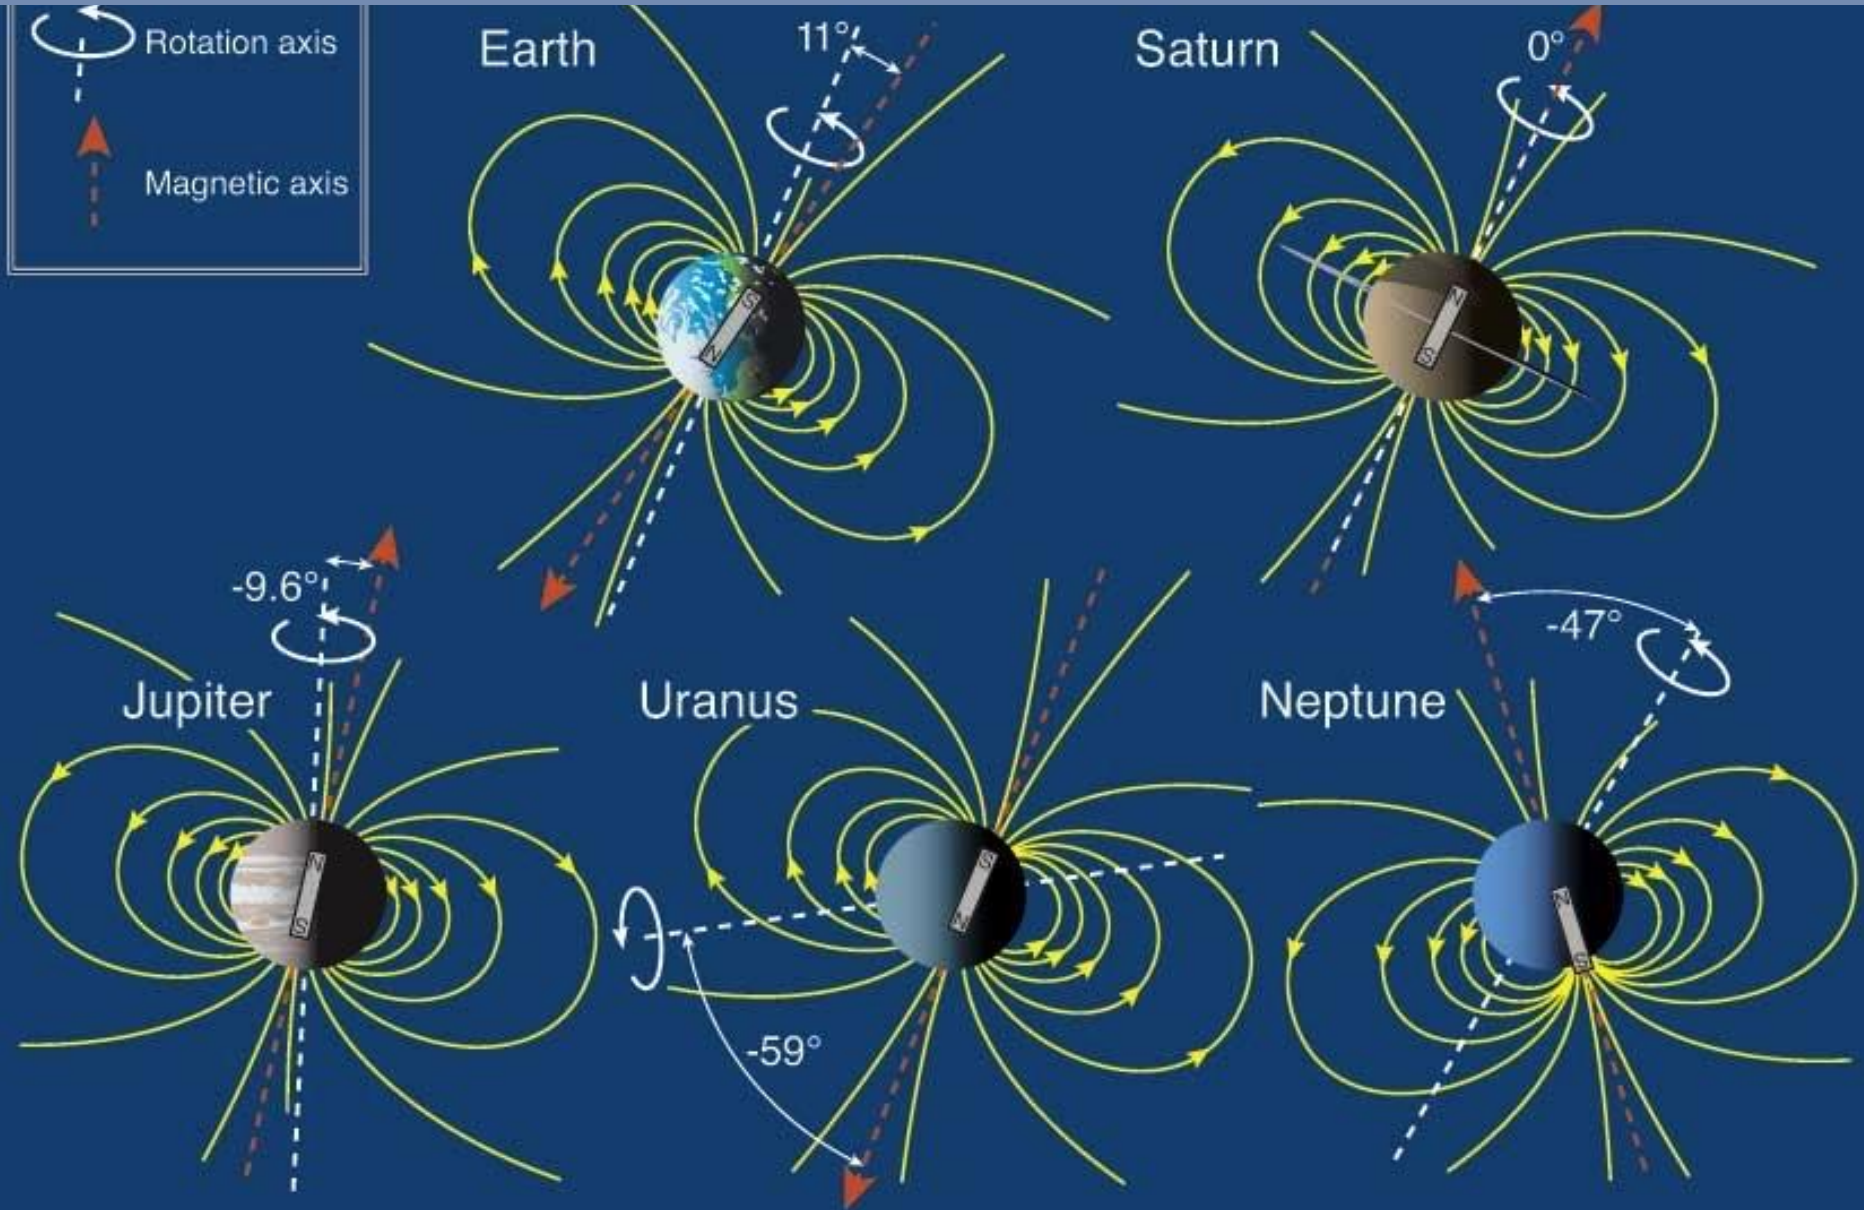 Rotation axis
Magnetic axis
Earth
11°
S
N
Saturn
0°
N
S
Jupiter
-9.6°
N
S
Uranus
-59°
S
N
Neptune
-47°
N
S